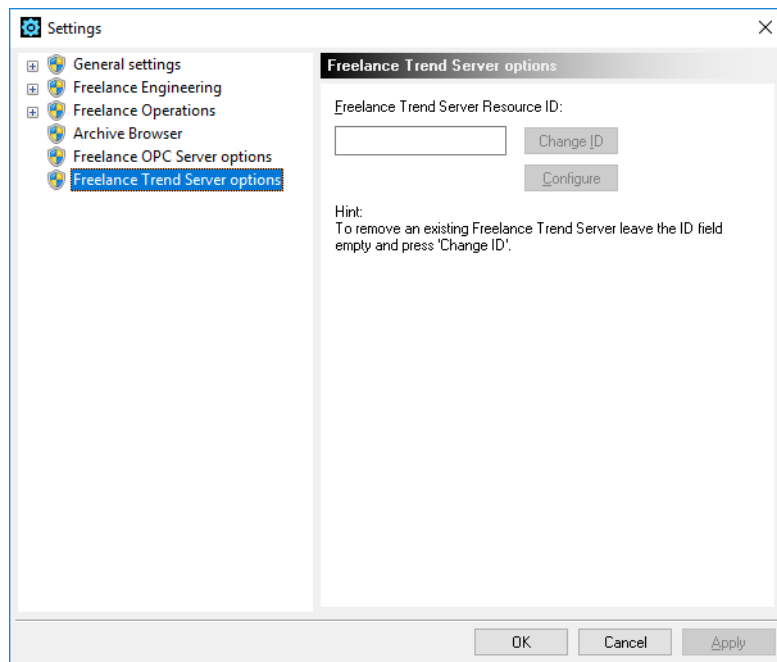 Settings
General settings
Freelance Engineering
Freelance Operations
Archive Browser
Freelance OPC Server options
Freelance Trend Server options
Freelance Trend Server options
Freelance Trend Server Resource ID:
Change ID
Configure
Hint:
To remove an existing Freelance Trend Server leave the ID field
empty and press 'Change ID'.
OK
Cancel
Apply